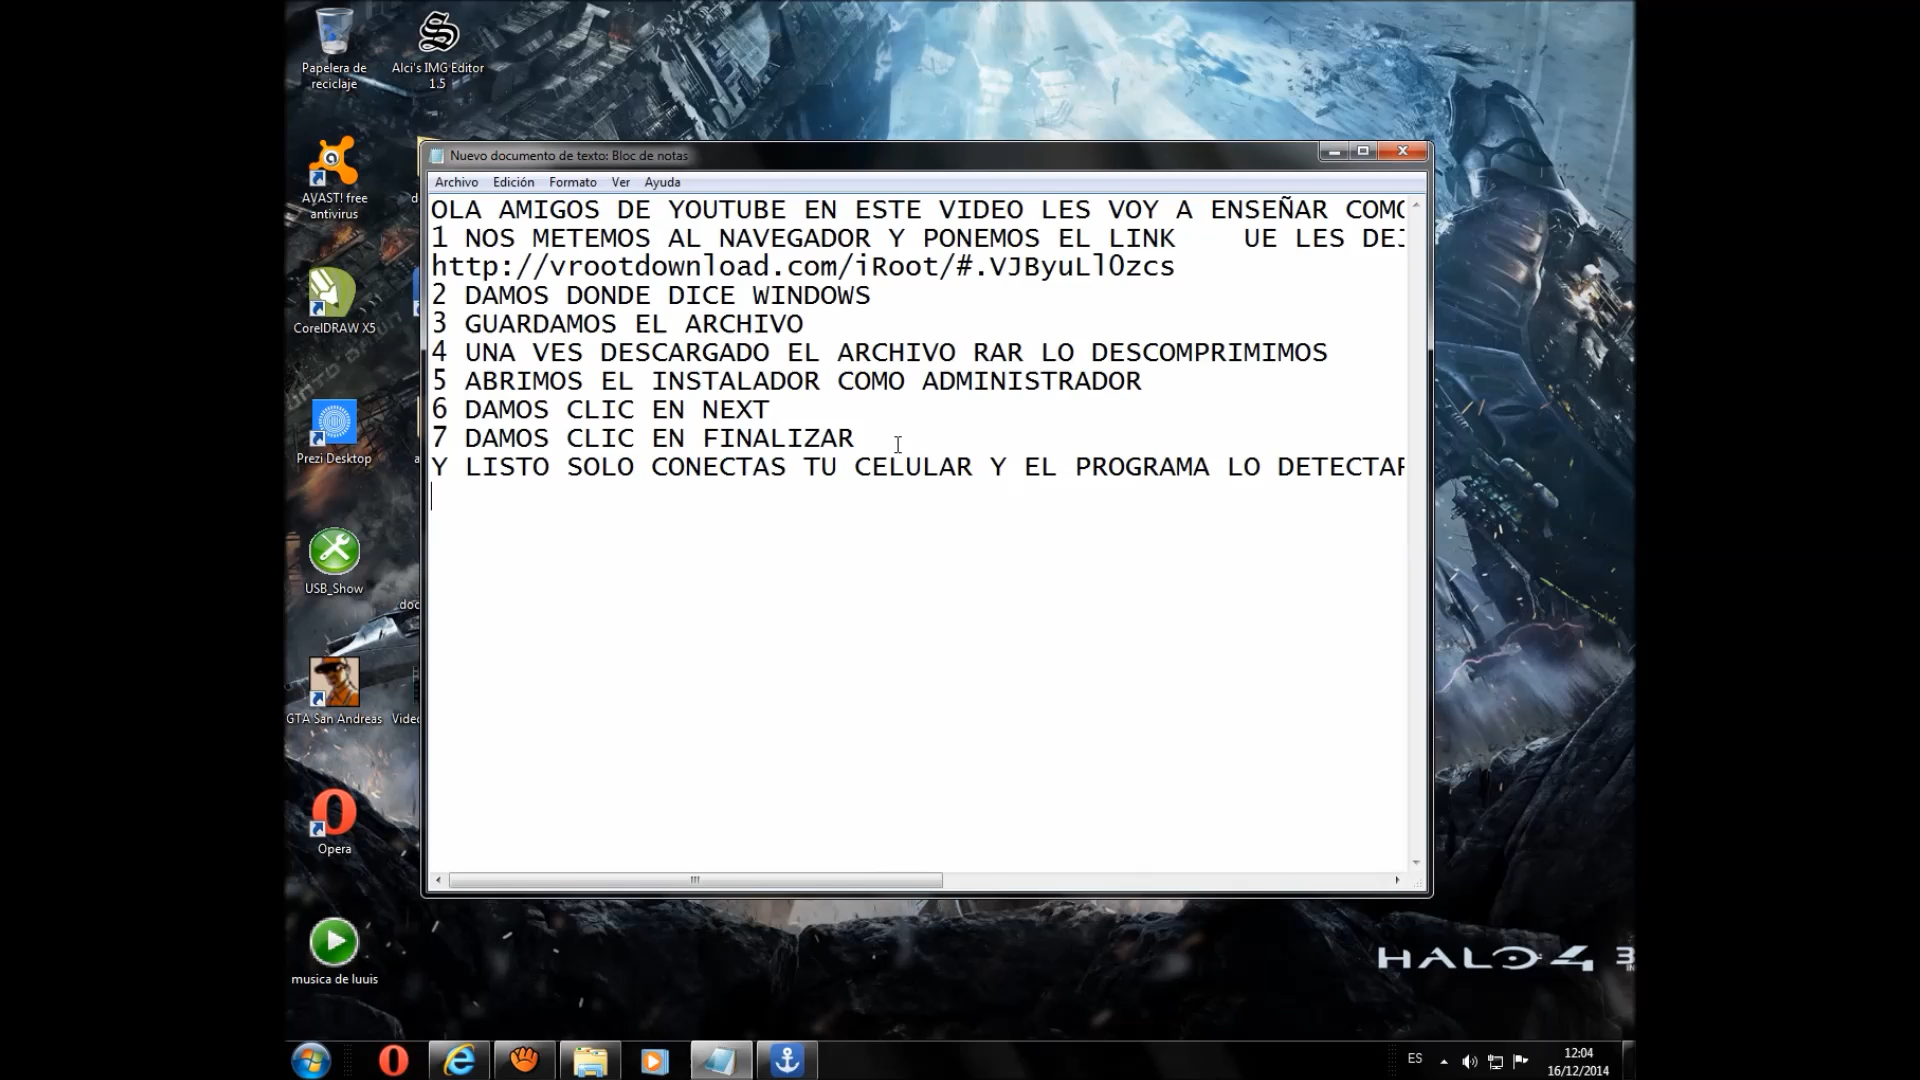 Papelera de
reciclaje
Alci's IMG Editor
1.5
AVAST! free
antivirus
CorelDRAW X5
Prezi Desktop
USB_Show
GTA San Andreas
Opera
musica de luuis
Nuevo documento de texto: Bloc de notas
Archivo Edición Formato Ver Ayuda
OLA AMIGOS DE YOUTUBE EN ESTE VIDEO LES VOY A ENSEÑAR COMO
1 NOS METEMOS AL NAVEGADOR Y PONEMOS EL LINK UE LES
http://vrootdownload.com/iRoot/#.VJByuLl0zcs
2 DAMOS DONDE DICE WINDOWS
3 GUARDAMOS EL ARCHIVO
4 UNA VES DESCARGADO EL ARCHIVO RAR LO DESCOMPRIMIMOS
5 ABRIMOS EL INSTALADOR COMO ADMINISTRADOR
6 DAMOS CLIC EN NEXT
7 DAMOS CLIC EN FINALIZAR
Y LISTO SOLO CONECTAS TU CELULAR Y EL PROGRAMA LO
HALO 4
ES
12:04
16/12/2014